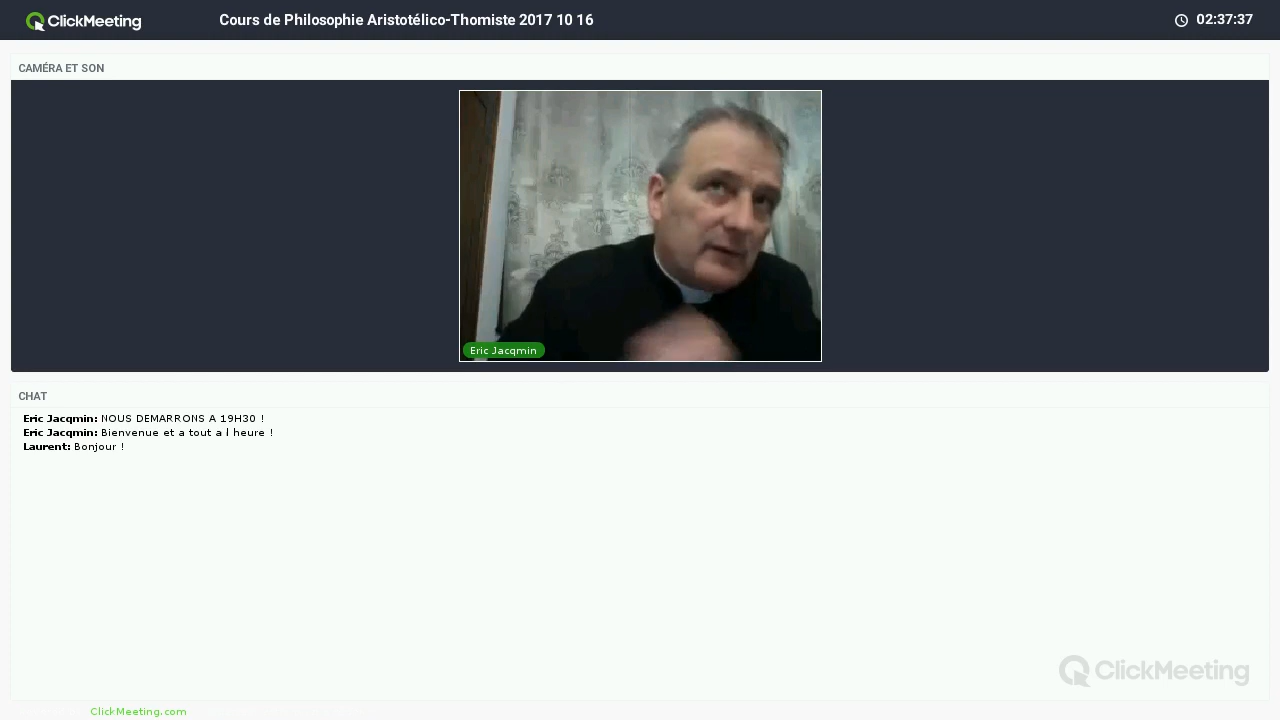 ClickMeeting
Cours de Philosophie Aristotélico-Thomiste 2017 10 16
02:37:37
CAMÉRA ET SON
Eric Jacqmin
CHAT
Eric Jacqmin: NOUS DEMARRONS A 19H30 !
Eric Jacqmin: Bienvenue et a tout a l heure !
Laurent: Bonjour !
ClickMeeting
ClickMeeting.com